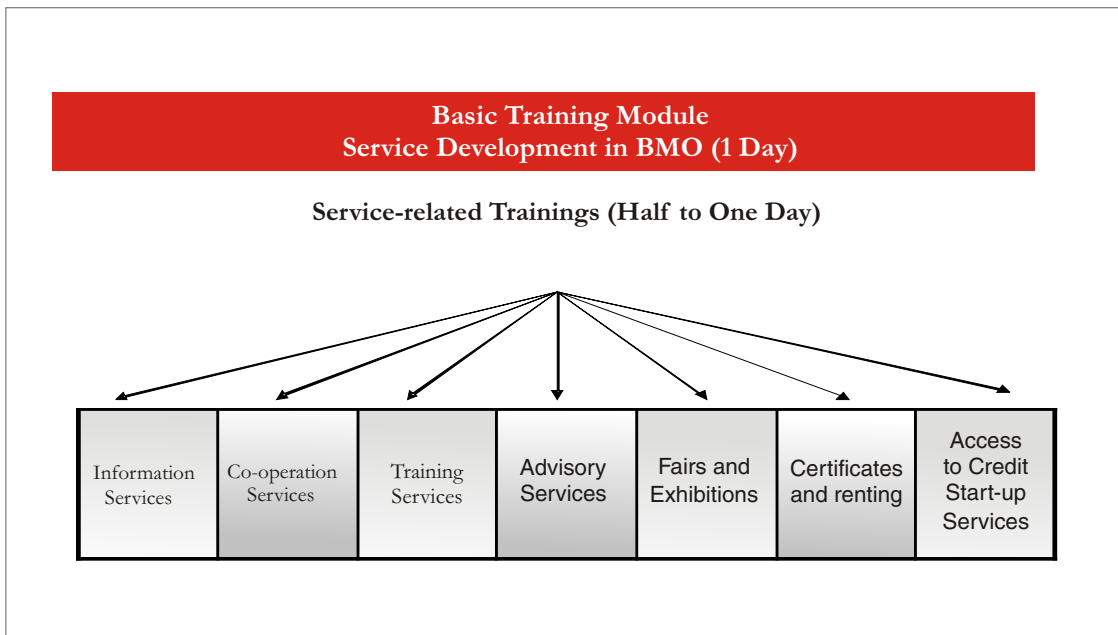 Basic Training Module
Service Development in BMO (1 Day)
Service-related Trainings (Half to One Day)
Information
Services
Co-operation
Services
Training
Services
Advisory
Services
Fairs and
Exhibitions
Certificates
and renting
Access
to Credit
Start-up
Services